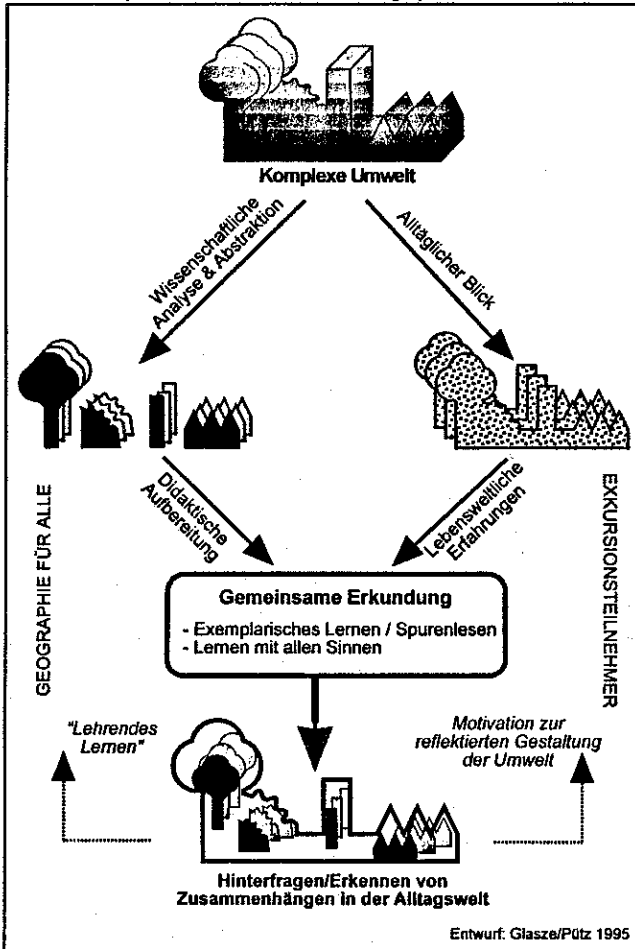 Komplexe Umwelt
Wissenschaftliche
Analyse & Abstraktion
Alltäglicher Blick
GEOGRAPHIE FÜR ALLE
Didaktische
Aufbereitung
Lebensweltliche
Erfahrungen
EXKURSIONSTEILNEHMER
Gemeinsame Erkundung
- Exemplarisches Lernen / Spurenlesen
- Lernen mit allen Sinnen
"Lehrendes
Lernen"
Motivation zur
reflektierten Gestaltung
der Umwelt
Hinterfragen/Erkennen von
Zusammenhängen in der Alltagswelt
Entwurf: Glasze/Pütz 1995